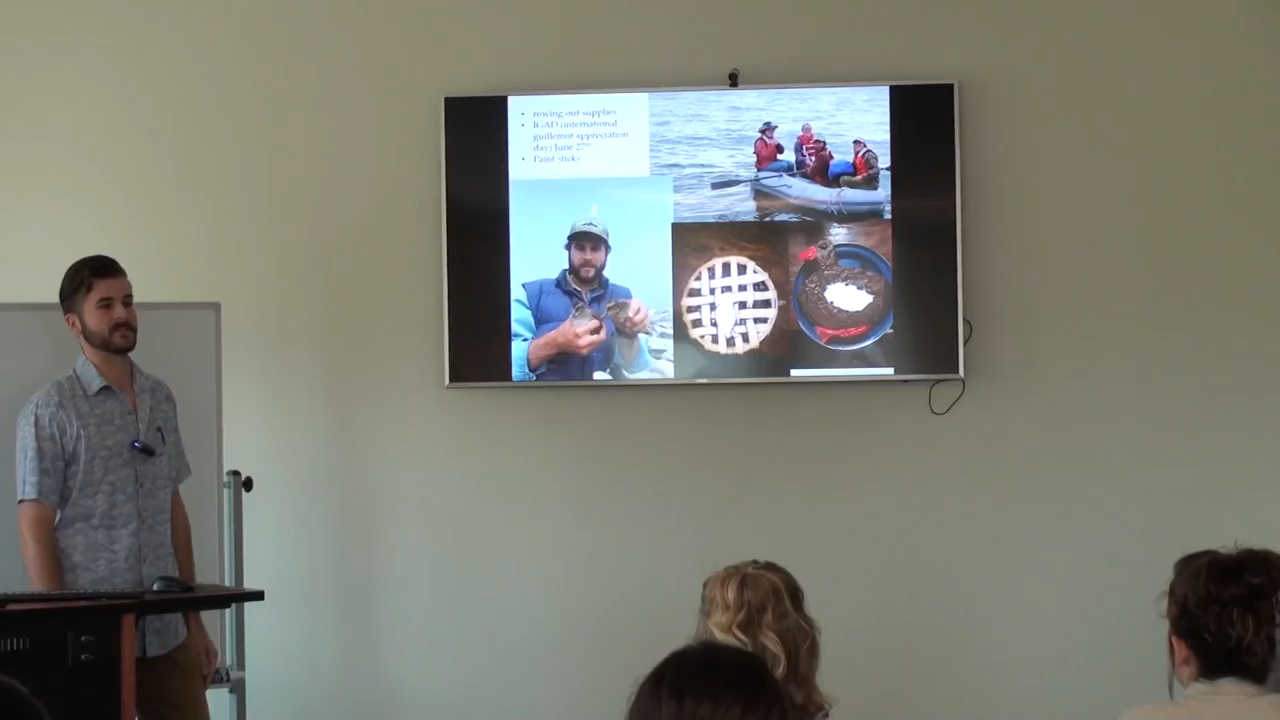 • rowing out supplies
• IGAD (international
guillemot appreciation
day) June 27th
• Paint sticks